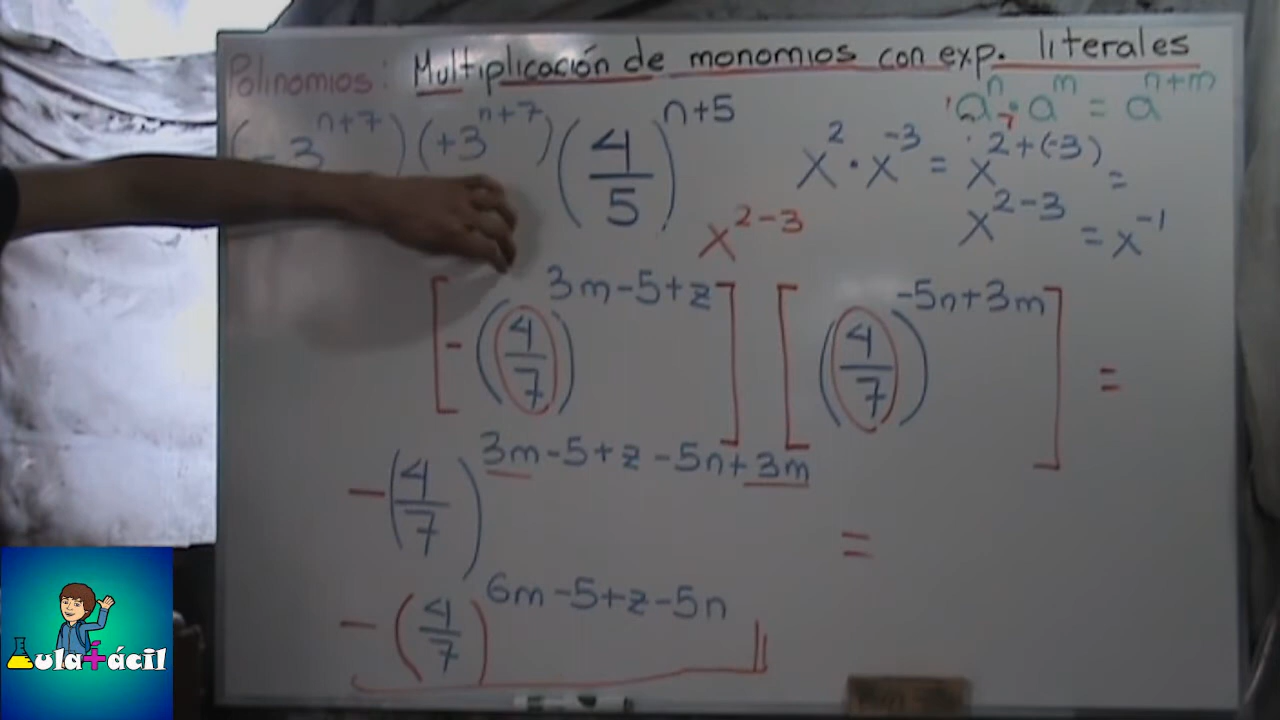 Polinomios: Multiplicación de monomios con exp. literales
aⁿ · aᵐ = aⁿ⁺ᵐ
(-3ⁿ⁺⁷)(+3ⁿ⁺⁷)(4/5)ⁿ⁺⁵
x² · x⁻³ = x²⁺⁽⁻³⁾ =
x²⁻³ = x⁻¹
x²⁻³
[-(4/7)^3m-5+z] [(4/7)^-5n+3m] =
-(4/7)^3m-5+z-5n+3m =
-(4/7)^6m-5+z-5n
Aula+ácil